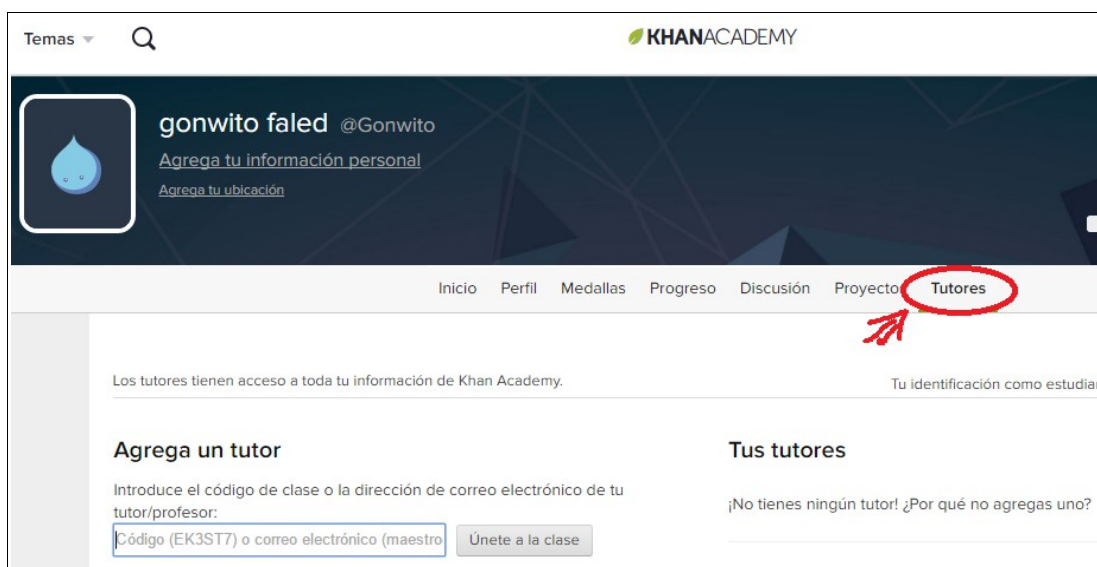 Temas
KHANACADEMY
gonwito faled @Gonwito
Agrega tu información personal
Agrega tu ubicación
Inicio Perfil Medallas Progreso Discusión Proyecto Tutores
Los tutores tienen acceso a toda tu información de Khan Academy.
Tu identificación como estudia
Agrega un tutor
Introduce el código de clase o la dirección de correo electrónico de tu
tutor/profesor:
Código (EK3ST7) o correo electrónico (maestro
Únete a la clase
Tus tutores
¡No tienes ningún tutor! ¿Por qué no agregas uno?